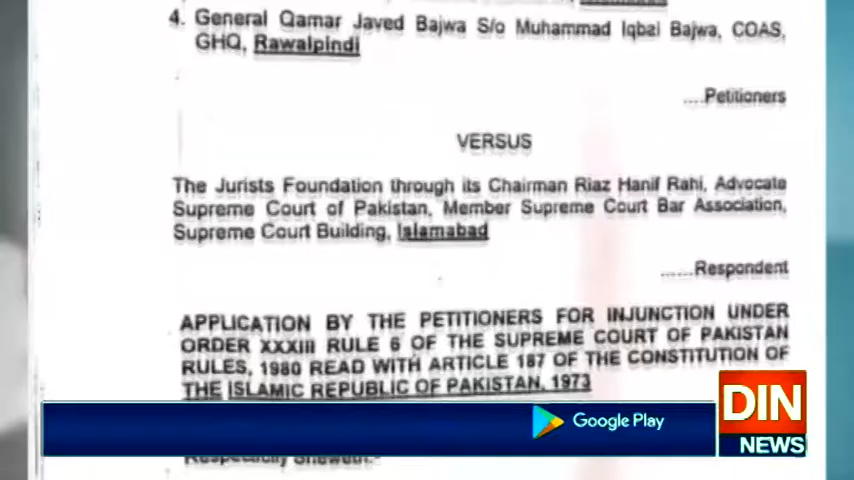 4. General Qamar Javed Bajwa S/o Muhammad Iqbal Bajwa, COAS,
GHQ, Rawalpindi
....Petitioners
VERSUS
The Jurists Foundation through its Chairman Riaz Hanif Rahi, Advocate
Supreme Court of Pakistan, Member Supreme Court Bar Association,
Supreme Court Building, Islamabad
......Respondent
APPLICATION BY THE PETITIONERS FOR INJUNCTION UNDER
ORDER XXXIII RULE 6 OF THE SUPREME COURT OF PAKISTAN
RULES, 1980 READ WITH ARTICLE 187 OF THE CONSTITUTION OF
THE ISLAMIC REPUBLIC OF PAKISTAN, 1973
Google Play
DIN
NEWS